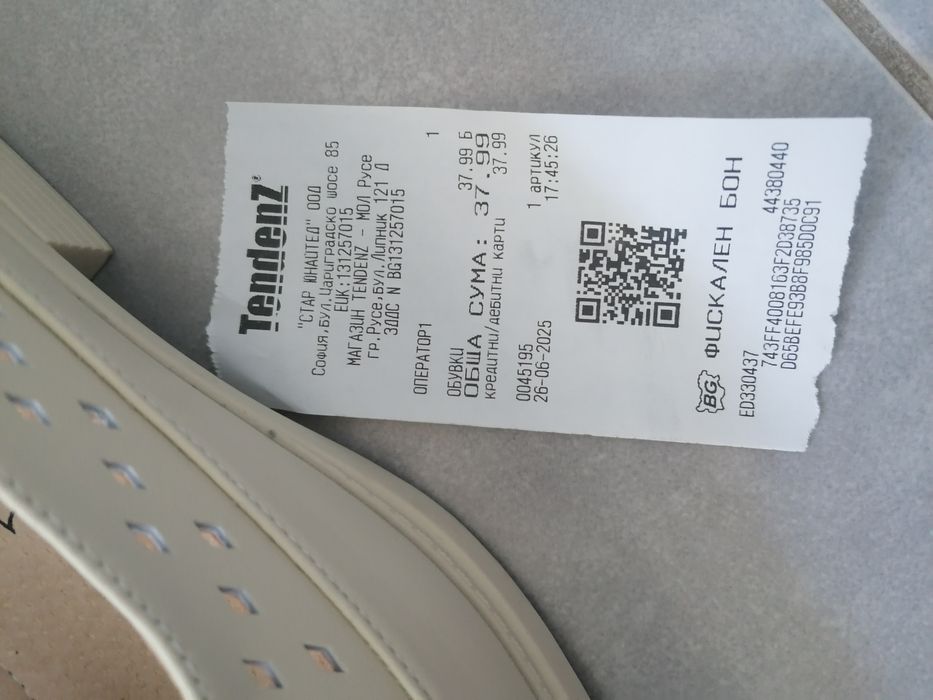 TendenZ®
"СТАР ЮНАЙТЕД" ООД
София,бул.Цариградско шосе 85
ЕИК:131257015
МАГАЗИН TENDENZ - МОЛ Русе
гр.Русе,бул.Липник 121 Д
ЗДДС N BG131257015
ОПЕРАТОР1 1
ОБУВКИ 37.99 Б
ОБЩА СУМА: 37.99
кредитни/дебитни карти 37.99
0045195 1 артикул
26-06-2025 17:45:26
BG ФИСКАЛЕН БОН
ED330437 44380440
743FF4008163F2D38735
D65BEFE93B8F985D0C91